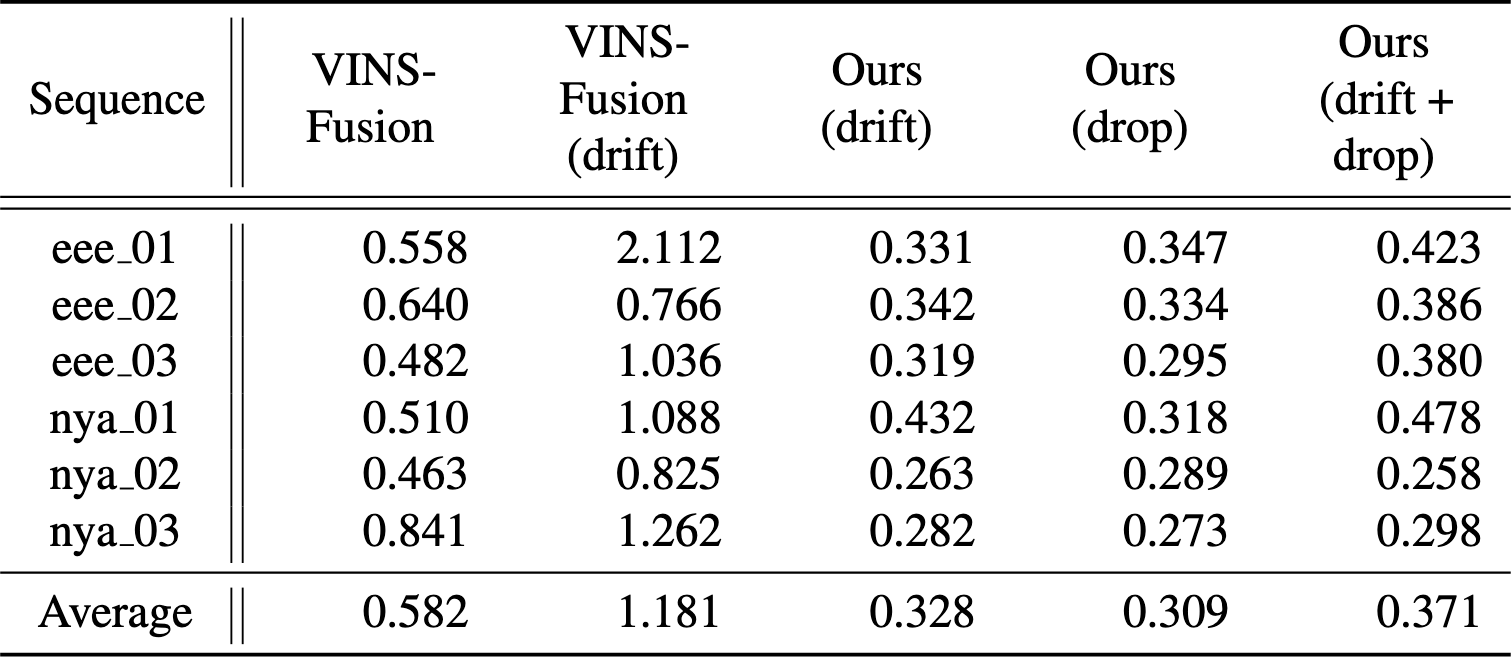 Sequence VINS-Fusion VINS-Fusion (drift) Ours (drift) Ours (drop) Ours (drift + drop)
eee_01 0.558 2.112 0.331 0.347 0.423
eee_02 0.640 0.766 0.342 0.334 0.386
eee_03 0.482 1.036 0.319 0.295 0.380
nya_01 0.510 1.088 0.432 0.318 0.478
nya_02 0.463 0.825 0.263 0.289 0.258
nya_03 0.841 1.262 0.282 0.273 0.298
Average 0.582 1.181 0.328 0.309 0.371